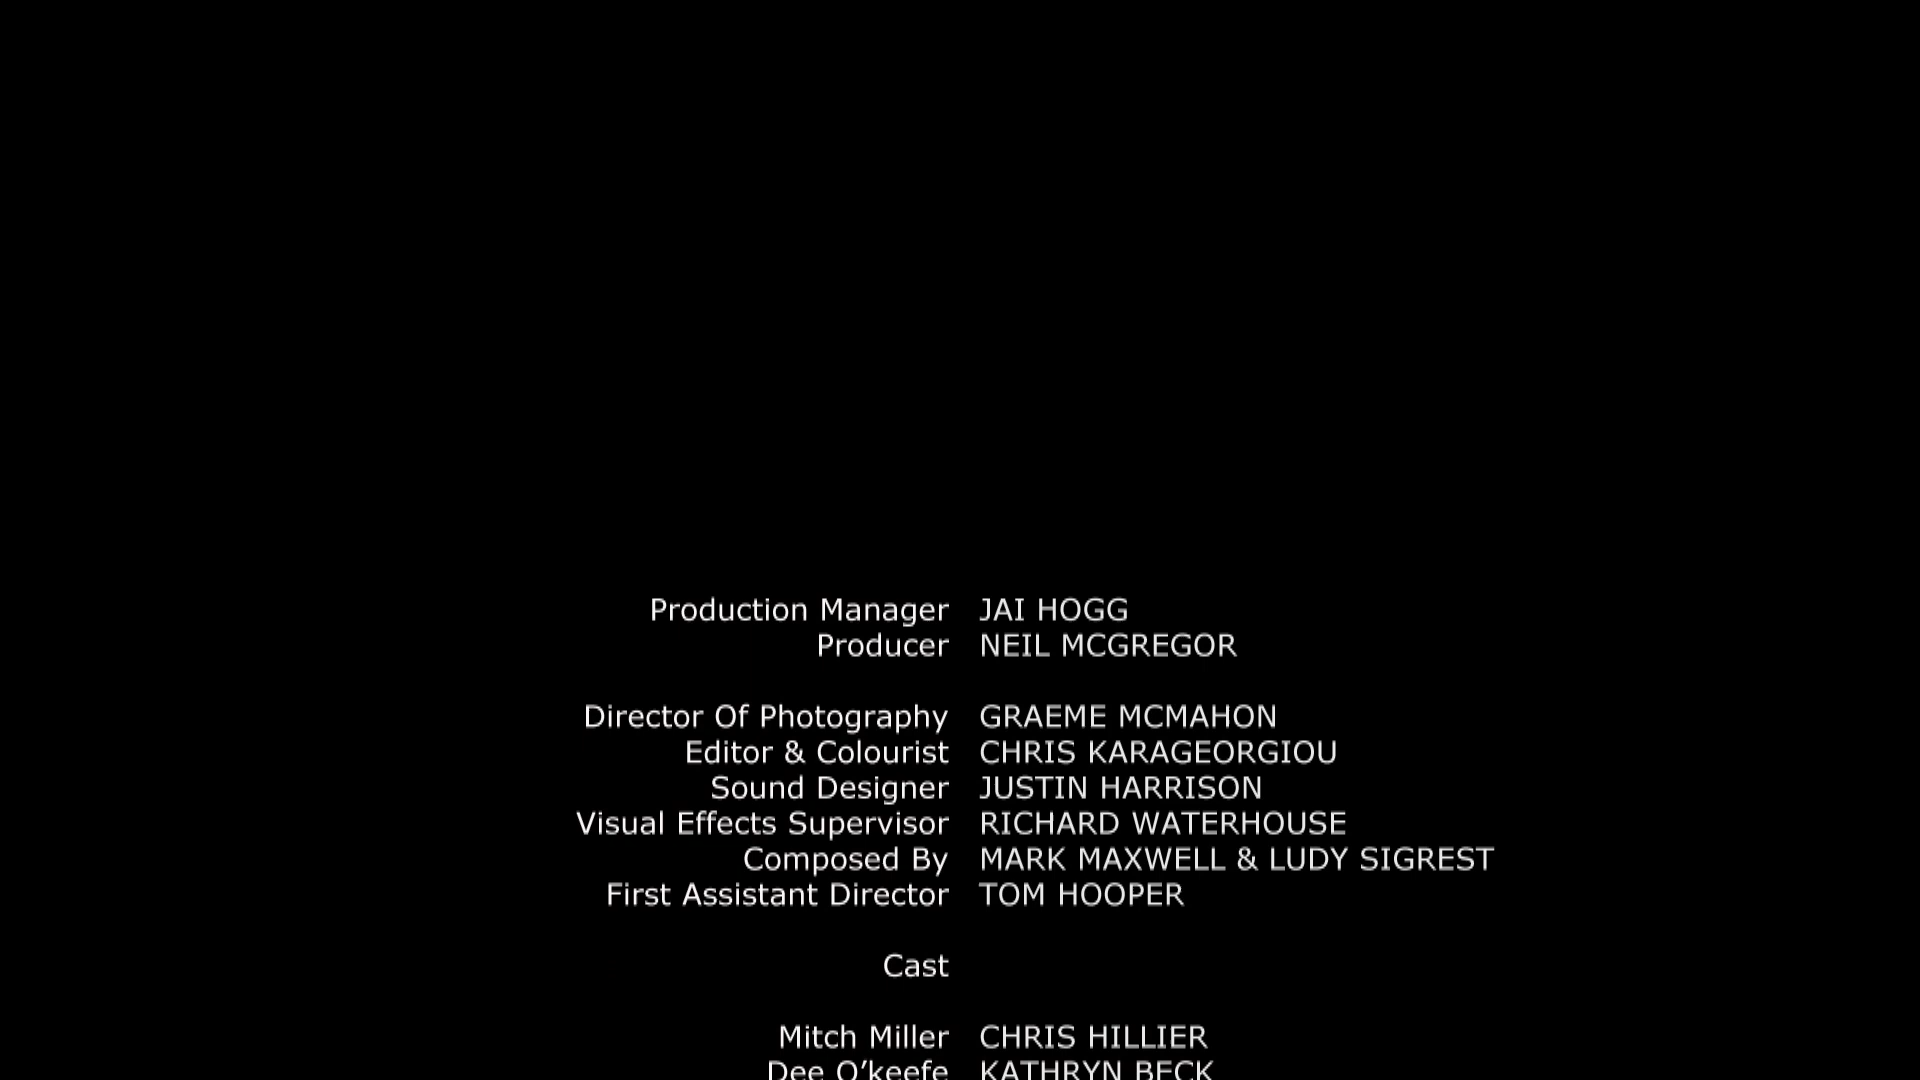 Production Manager JAI HOGG
Producer NEIL MCGREGOR
Director Of Photography GRAEME MCMAHON
Editor & Colourist CHRIS KARAGEORGIOU
Sound Designer JUSTIN HARRISON
Visual Effects Supervisor RICHARD WATERHOUSE
Composed By MARK MAXWELL & LUDY SIGREST
First Assistant Director TOM HOOPER
Cast
Mitch Miller CHRIS HILLIER
Dee O’keefe KATHRYN BECK